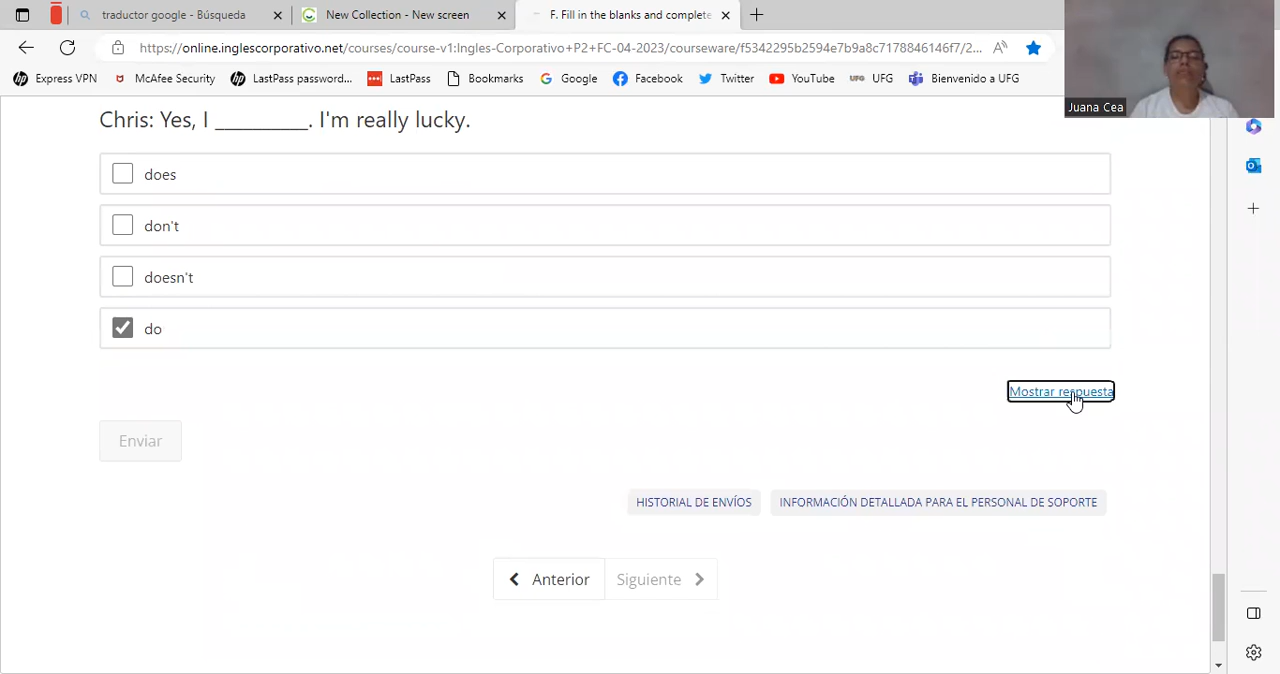 traductor google - Búsqueda
New Collection - New screen
F. Fill in the blanks and complete
https://online.inglescorporativo.net/courses/course-v1:Ingles-Corporativo+P2+FC-04-2023/courseware/f5342295b2594e7b9a8c7178846146f7/2...
Express VPN
McAfee Security
LastPass password...
LastPass
Bookmarks
Google
Facebook
Twitter
YouTube
UFG
Bienvenido a UFG
Juana Cea
Chris: Yes, I __________. I'm really lucky.
does
don't
doesn't
do
Mostrar respuesta
Enviar
HISTORIAL DE ENVÍOS
INFORMACIÓN DETALLADA PARA EL PERSONAL DE SOPORTE
Anterior
Siguiente